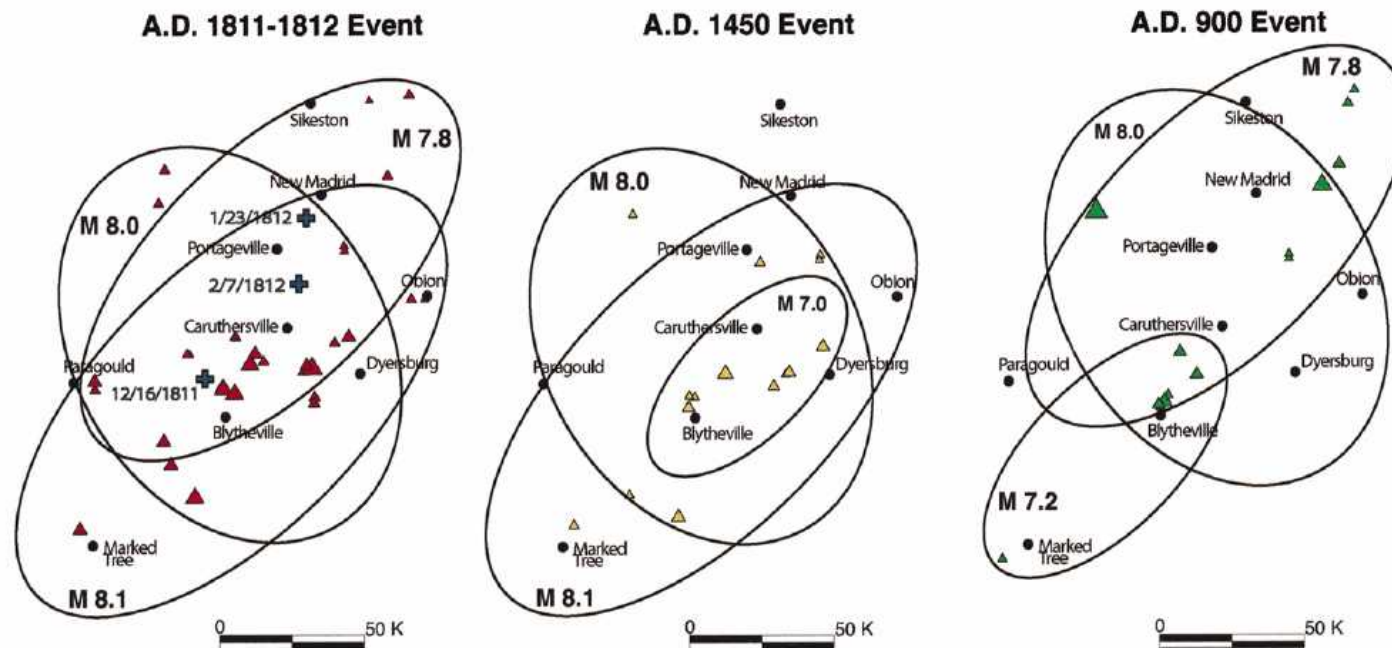 A.D. 1811-1812 Event
Sikeston
M 7.8
New Madrid
M 8.0
1/23/1812
Portageville
2/7/1812
Obion
Caruthersville
Paragould
Dyersburg
12/16/1811
Blytheville
Marked
Tree
M 8.1
0 50 K
A.D. 1450 Event
Sikeston
M 8.0
New Madrid
Portageville
Obion
M 7.0
Caruthersville
Paragould
Dyersburg
Blytheville
Marked
Tree
M 8.1
0 50 K
A.D. 900 Event
M 7.8
Sikeston
M 8.0
New Madrid
Portageville
Obion
Caruthersville
Paragould
Dyersburg
Blytheville
M 7.2
Marked
Tree
0 50 K